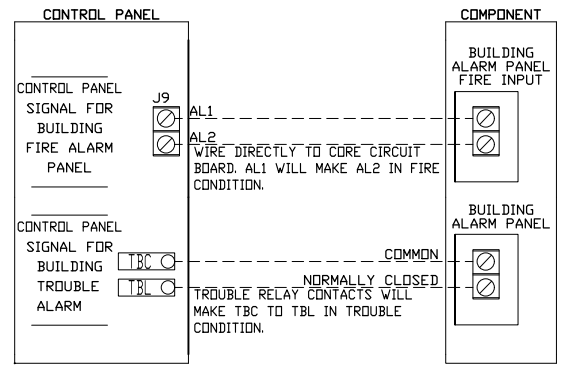 CONTROL PANEL
COMPONENT
CONTROL PANEL
SIGNAL FOR
BUILDING
FIRE ALARM
PANEL
J9
AL1
AL2
WIRE DIRECTLY TO CORE CIRCUIT
BOARD. AL1 WILL MAKE AL2 IN FIRE
CONDITION.
BUILDING
ALARM PANEL
FIRE INPUT
CONTROL PANEL
SIGNAL FOR
BUILDING
TROUBLE
ALARM
TBC
TBL
COMMON
NORMALLY CLOSED
TROUBLE RELAY CONTACTS WILL
MAKE TBC TO TBL IN TROUBLE
CONDITION.
BUILDING
ALARM PANEL